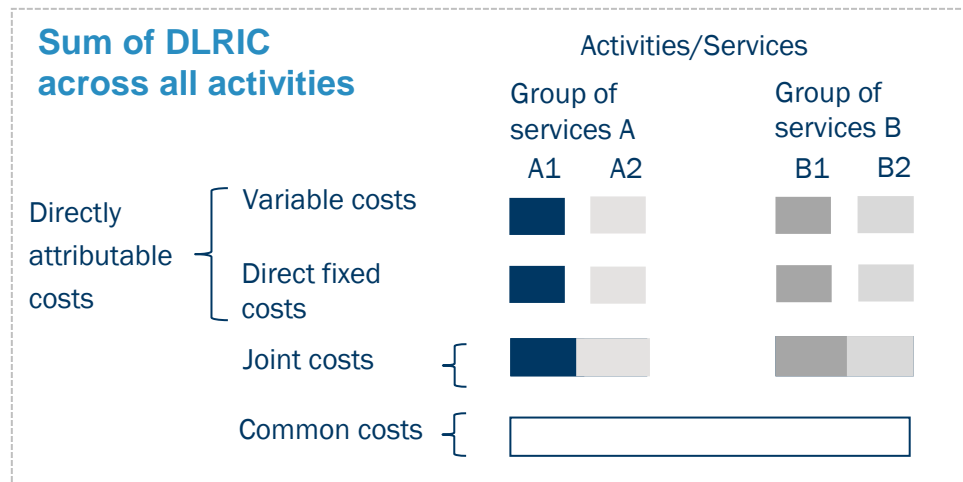 Sum of DLRIC
across all activities
Activities/Services
Group of
services A
Group of
services B
A1
A2
B1
B2
Directly
attributable
costs
Variable costs
Direct fixed
costs
Joint costs
Common costs